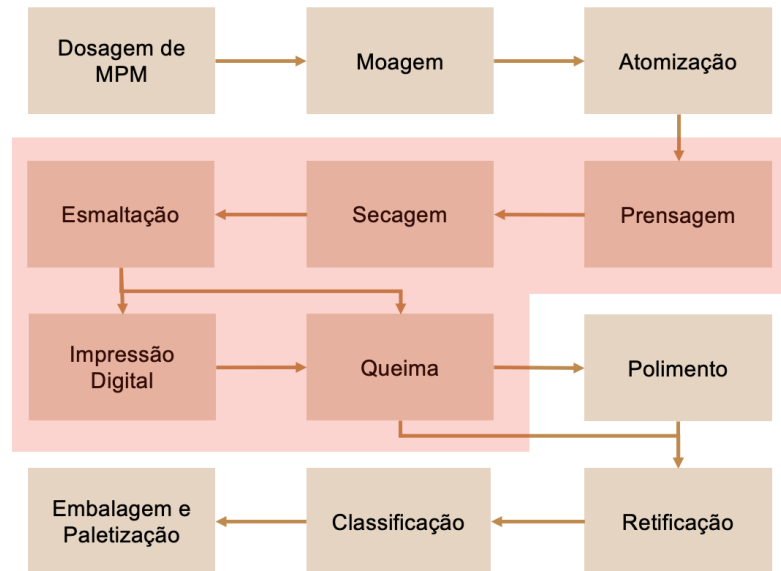 Dosagem de
MPM
Moagem
Atomização
Esmaltação
Secagem
Prensagem
Impressão
Digital
Queima
Polimento
Embalagem e
Paletização
Classificação
Retificação